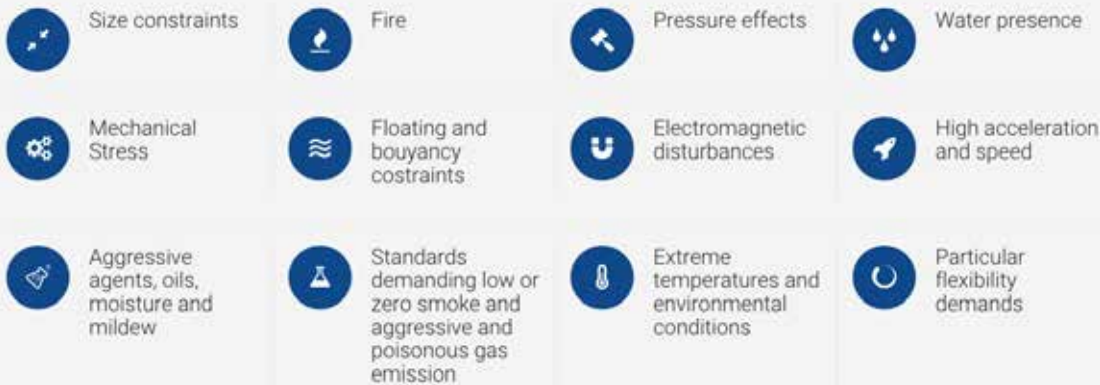 Size constraints
Fire
Pressure effects
Water presence
Mechanical
Stress
Floating and
bouyancy
costraints
Electromagnetic
disturbances
High acceleration
and speed
Aggressive
agents, oils,
moisture and
mildew
Standards
demanding low or
zero smoke and
aggressive and
poisonous gas
emission
Extreme
temperatures and
environmental
conditions
Particular
flexibility
demands